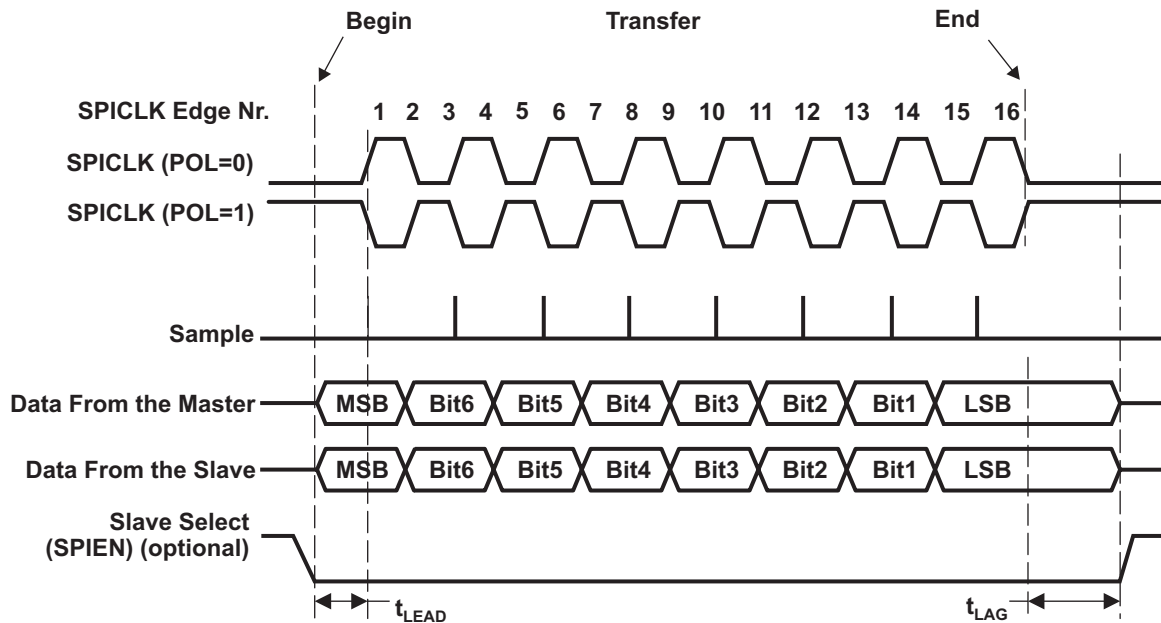 Begin Transfer End
SPICLK Edge Nr. 1 2 3 4 5 6 7 8 9 10 11 12 13 14 15 16
SPICLK (POL=0)
SPICLK (POL=1)
Sample
Data From the Master MSB Bit6 Bit5 Bit4 Bit3 Bit2 Bit1 LSB
Data From the Slave MSB Bit6 Bit5 Bit4 Bit3 Bit2 Bit1 LSB
Slave Select
(SPIEN) (optional)
tLEAD tLAG